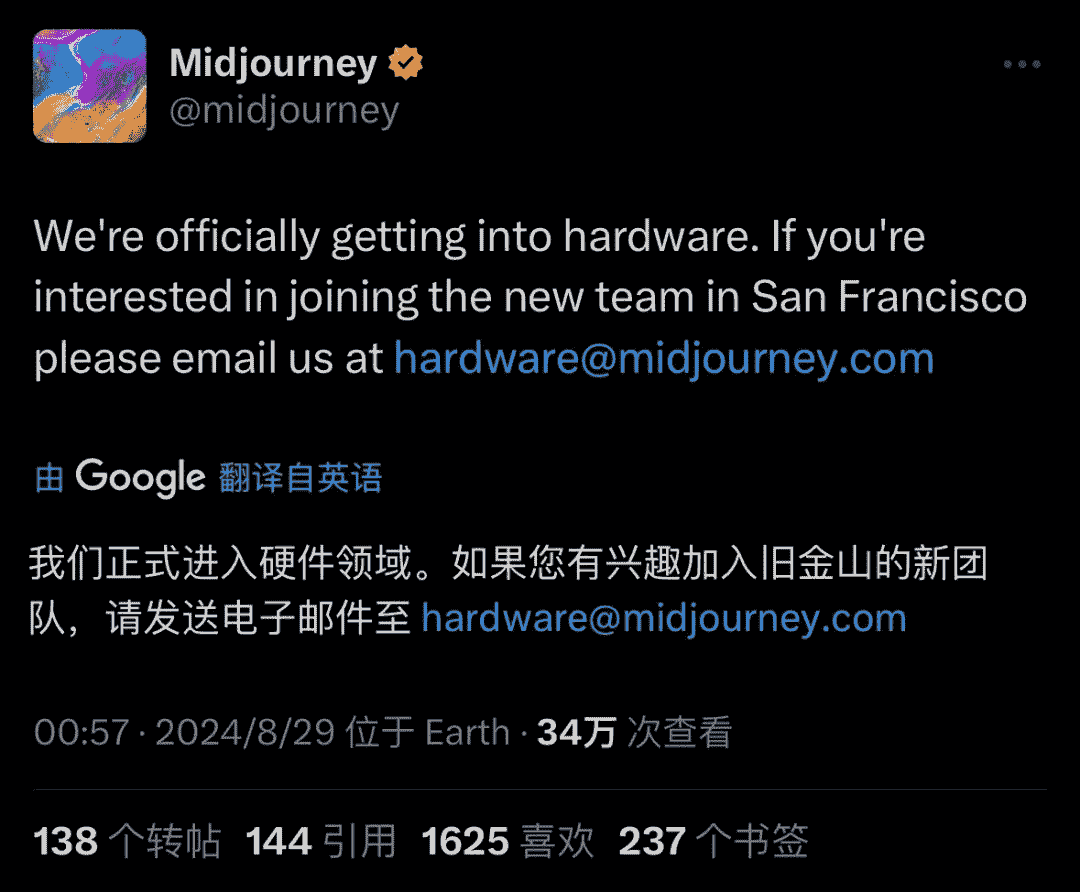 Midjourney
@midjourney
We're officially getting into hardware. If you're
interested in joining the new team in San Francisco
please email us at hardware@midjourney.com
由 Google 翻译自英语
我们正式进入硬件领域。如果您有兴趣加入旧金山的新团
队，请发送电子邮件至 hardware@midjourney.com
00:57 · 2024/8/29 位于 Earth · 34万 次查看
138 个转帖 144 引用 1625 喜欢 237 个书签